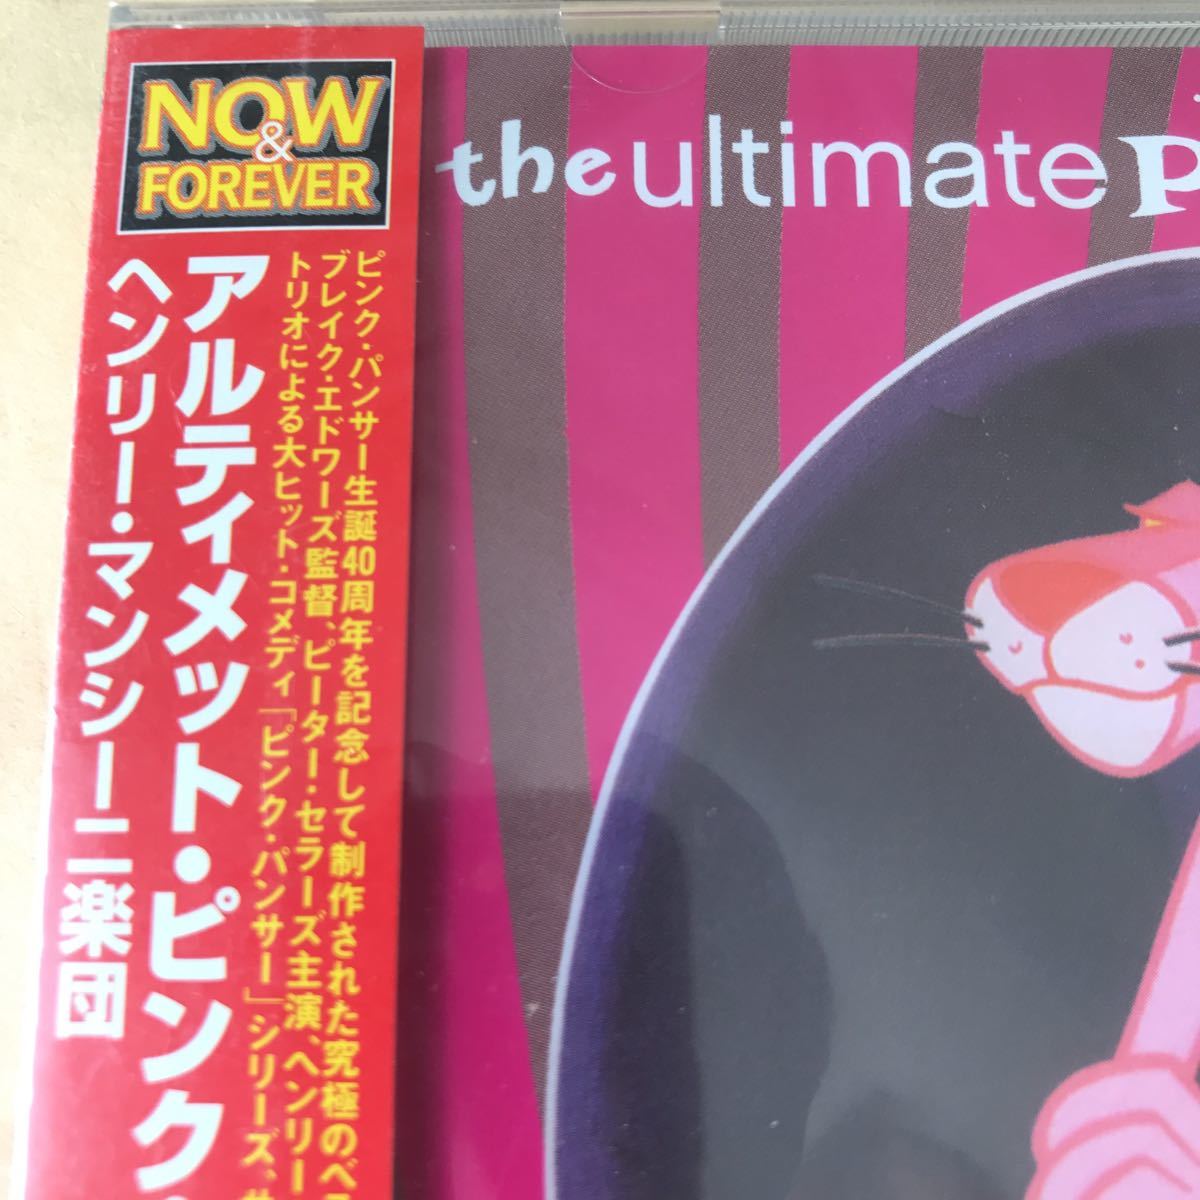 NOW
&
FOREVER
the ultimate
ピンク・パンサー生誕40周年を記念して制作された究極のベ
ブレイク・エドワーズ監督、ピーター・セラーズ主演、ヘンリー
トリオによる大ヒット・コメディ「ピンク・パンサー」シリーズ、サ
アルティメット・ピンク・
ヘンリー・マンシーニ楽団